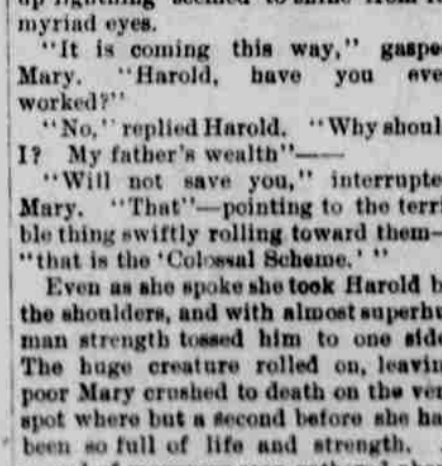 myriad eyes.
"It is coming this way," gaspe
Mary. "Harold, have you eve
worked?"
"No," replied Harold. "Why shoul
I? My father's wealth"——
"Will not save you," interrupte
Mary. "That"—pointing to the terri
ble thing swiftly rolling toward them—
"that is the 'Colossal Scheme.' "
Even as she spoke she took Harold b
the shoulders, and with almost superhu
man strength tossed him to one side
The huge creature rolled on, leavin
poor Mary crushed to death on the ver
spot where but a second before she ha
been so full of life and strength.